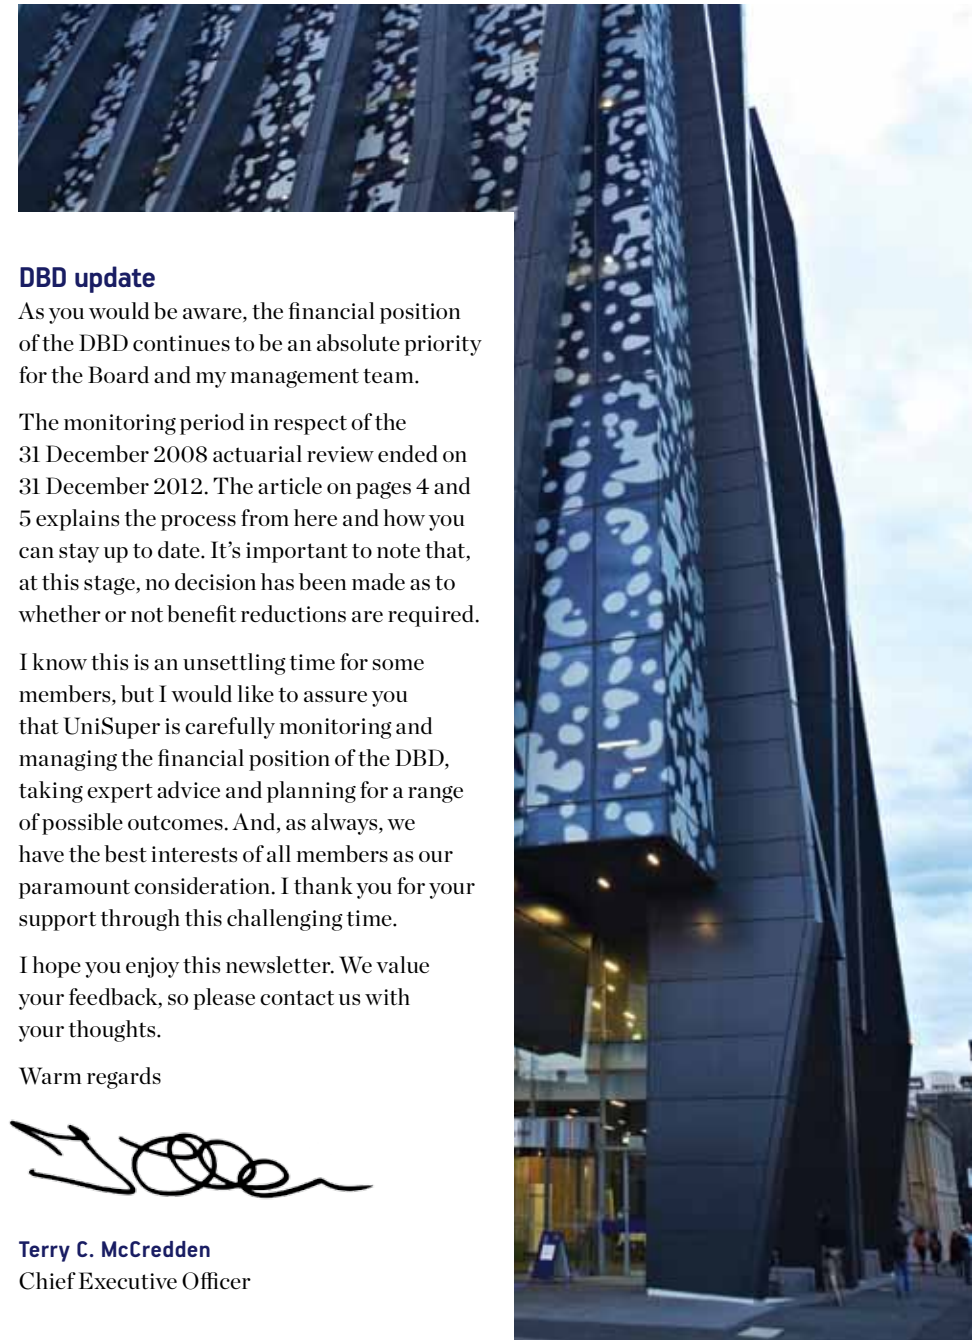 DBD update
As you would be aware, the financial position
of the DBD continues to be an absolute priority
for the Board and my management team.
The monitoring period in respect of the
31 December 2008 actuarial review ended on
31 December 2012. The article on pages 4 and
5 explains the process from here and how you
can stay up to date. It’s important to note that,
at this stage, no decision has been made as to
whether or not benefit reductions are required.
I know this is an unsettling time for some
members, but I would like to assure you
that UniSuper is carefully monitoring and
managing the financial position of the DBD,
taking expert advice and planning for a range
of possible outcomes. And, as always, we
have the best interests of all members as our
paramount consideration. I thank you for your
support through this challenging time.
I hope you enjoy this newsletter. We value
your feedback, so please contact us with
your thoughts.
Warm regards
Terry C. McCredden
Chief Executive Officer